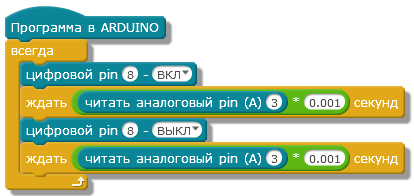 Программа в ARDUINO
всегда
цифровой pin 8 - ВКЛ
ждать читать аналоговый pin (A) 3 * 0.001 секунд
цифровой pin 8 - ВЫКЛ
ждать читать аналоговый pin (A) 3 * 0.001 секунд